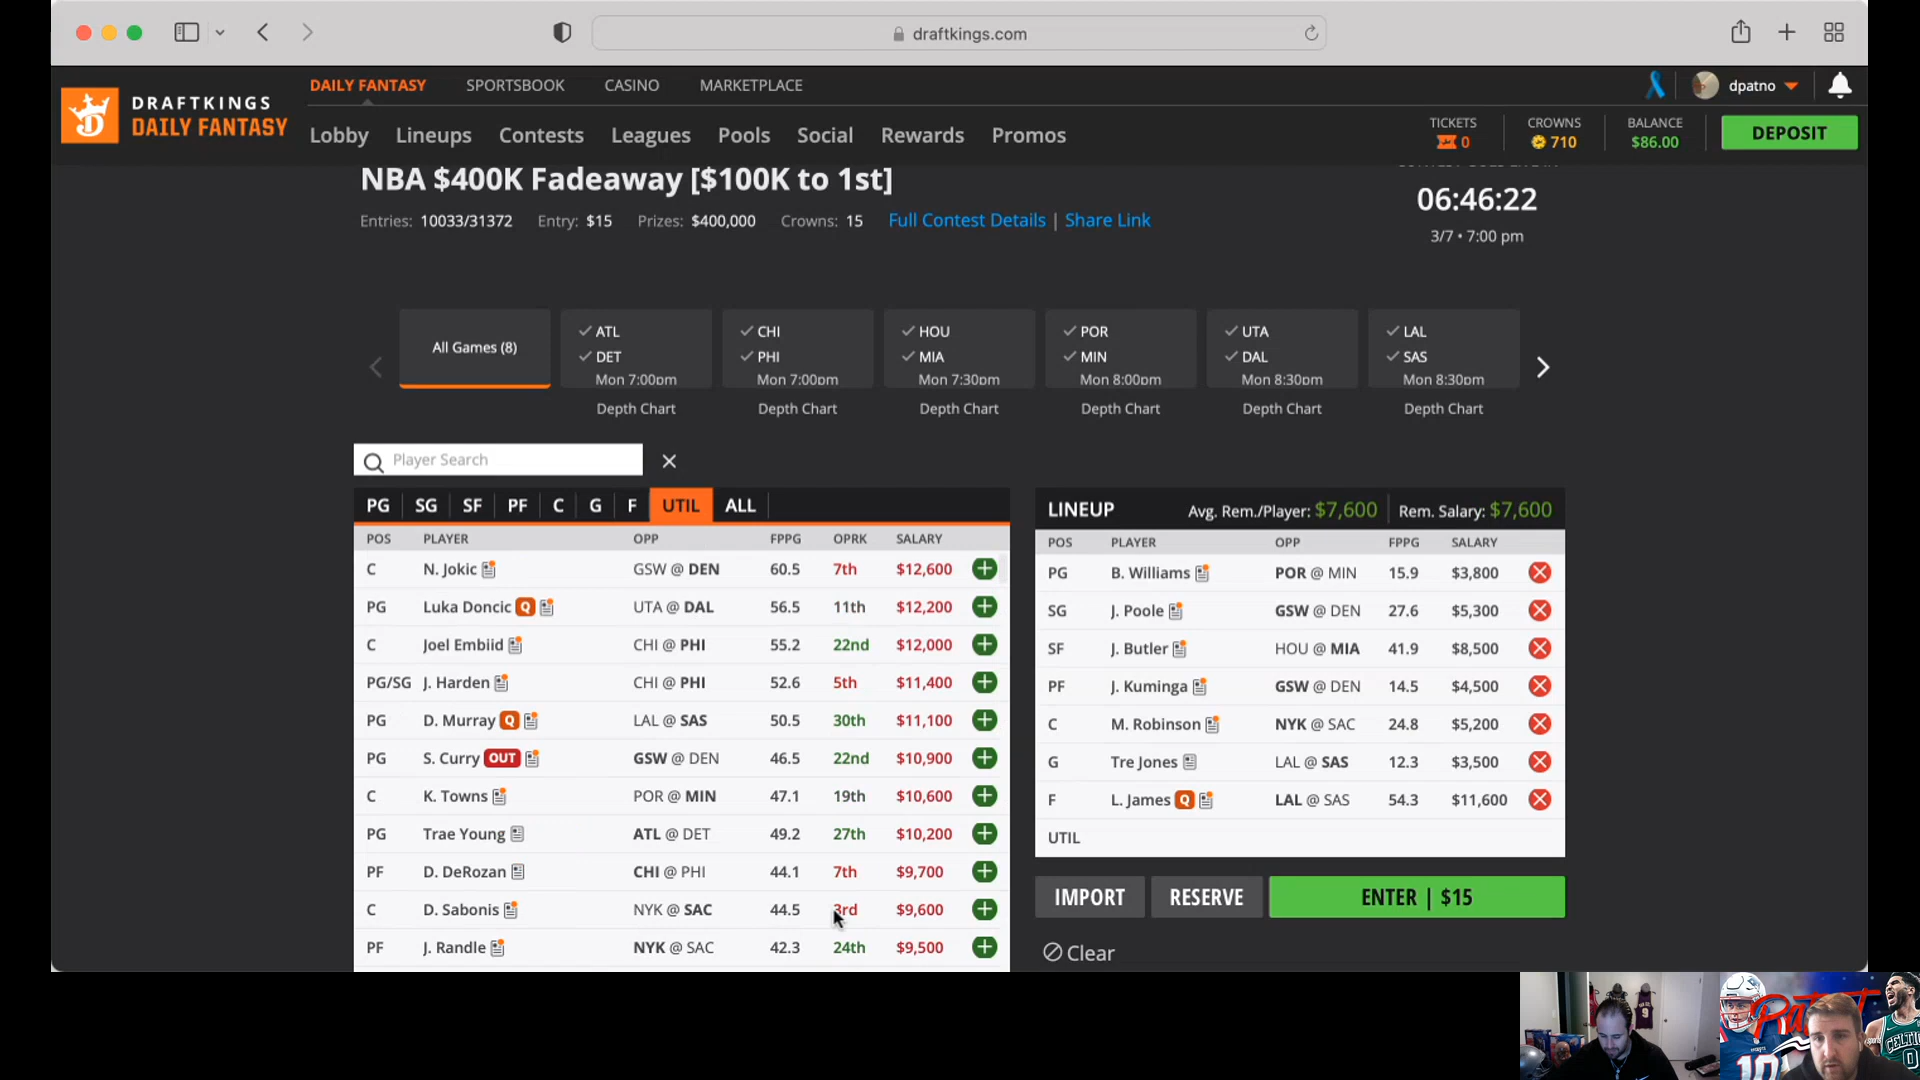 draftkings.com
DRAFTKINGS
DAILY FANTASY
DAILY FANTASY SPORTSBOOK CASINO MARKETPLACE
dpatno
Lobby Lineups Contests Leagues Pools Social Rewards Promos
TICKETS 0
CROWNS 710
BALANCE $86.00
DEPOSIT
NBA $400K Fadeaway [$100K to 1st]
Entries: 10033/31372 Entry: $15 Prizes: $400,000 Crowns: 15 Full Contest Details | Share Link
06:46:22
3/7 • 7:00 pm
All Games (8)
ATL DET Mon 7:00pm Depth Chart
CHI PHI Mon 7:00pm Depth Chart
HOU MIA Mon 7:30pm Depth Chart
POR MIN Mon 8:00pm Depth Chart
UTA DAL Mon 8:30pm Depth Chart
LAL SAS Mon 8:30pm Depth Chart
Player Search
PG SG SF PF C G F UTIL ALL
POS PLAYER OPP FPPG OPRK SALARY
C N. Jokic GSW @ DEN 60.5 7th $12,600
PG Luka Doncic Q UTA @ DAL 56.5 11th $12,200
C Joel Embiid CHI @ PHI 55.2 22nd $12,000
PG/SG J. Harden CHI @ PHI 52.6 5th $11,400
PG D. Murray Q LAL @ SAS 50.5 30th $11,100
PG S. Curry OUT GSW @ DEN 46.5 22nd $10,900
C K. Towns POR @ MIN 47.1 19th $10,600
PG Trae Young ATL @ DET 49.2 27th $10,200
PF D. DeRozan CHI @ PHI 44.1 7th $9,700
C D. Sabonis NYK @ SAC 44.5 3rd $9,600
PF J. Randle NYK @ SAC 42.3 24th $9,500
LINEUP Avg. Rem./Player: $7,600 Rem. Salary: $7,600
POS PLAYER OPP FPPG SALARY
PG B. Williams POR @ MIN 15.9 $3,800
SG J. Poole GSW @ DEN 27.6 $5,300
SF J. Butler HOU @ MIA 41.9 $8,500
PF J. Kuminga GSW @ DEN 14.5 $4,500
C M. Robinson NYK @ SAC 24.8 $5,200
G Tre Jones LAL @ SAS 12.3 $3,500
F L. James Q LAL @ SAS 54.3 $11,600
UTIL
IMPORT RESERVE ENTER | $15
Clear